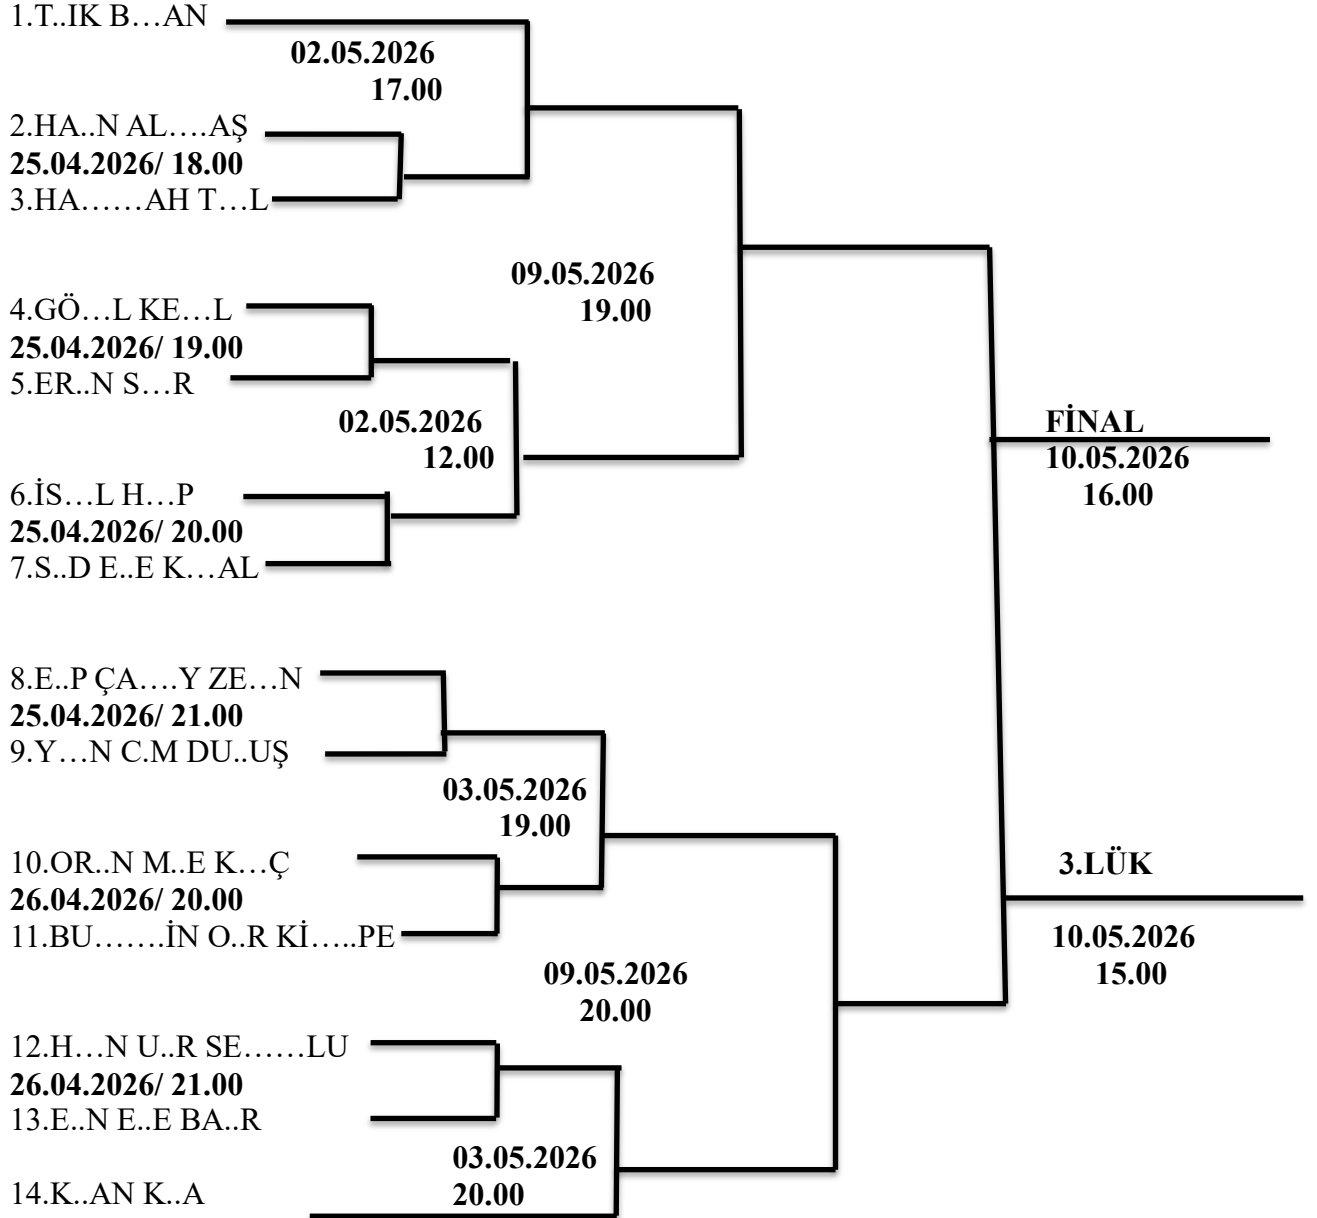 1.T..IK B…AN
02.05.2026
17.00
2.HA..N AL….AŞ
25.04.2026/ 18.00
3.HA……AH T…L
09.05.2026
19.00
4.GÖ…L KE…L
25.04.2026/ 19.00
5.ER..N S…R
02.05.2026
12.00
FİNAL
10.05.2026
16.00
6.İS…L H…P
25.04.2026/ 20.00
7.S..D E..E K…AL
8.E..P ÇA….Y ZE…N
25.04.2026/ 21.00
9.Y…N C.M DU..UŞ
03.05.2026
19.00
10.OR..N M..E K…Ç
26.04.2026/ 20.00
11.BU…….İN O..R Kİ…..PE
3.LÜK
10.05.2026
15.00
09.05.2026
20.00
12.H…N U..R SE……LU
26.04.2026/ 21.00
13.E..N E..E BA..R
03.05.2026
20.00
14.K..AN K..A